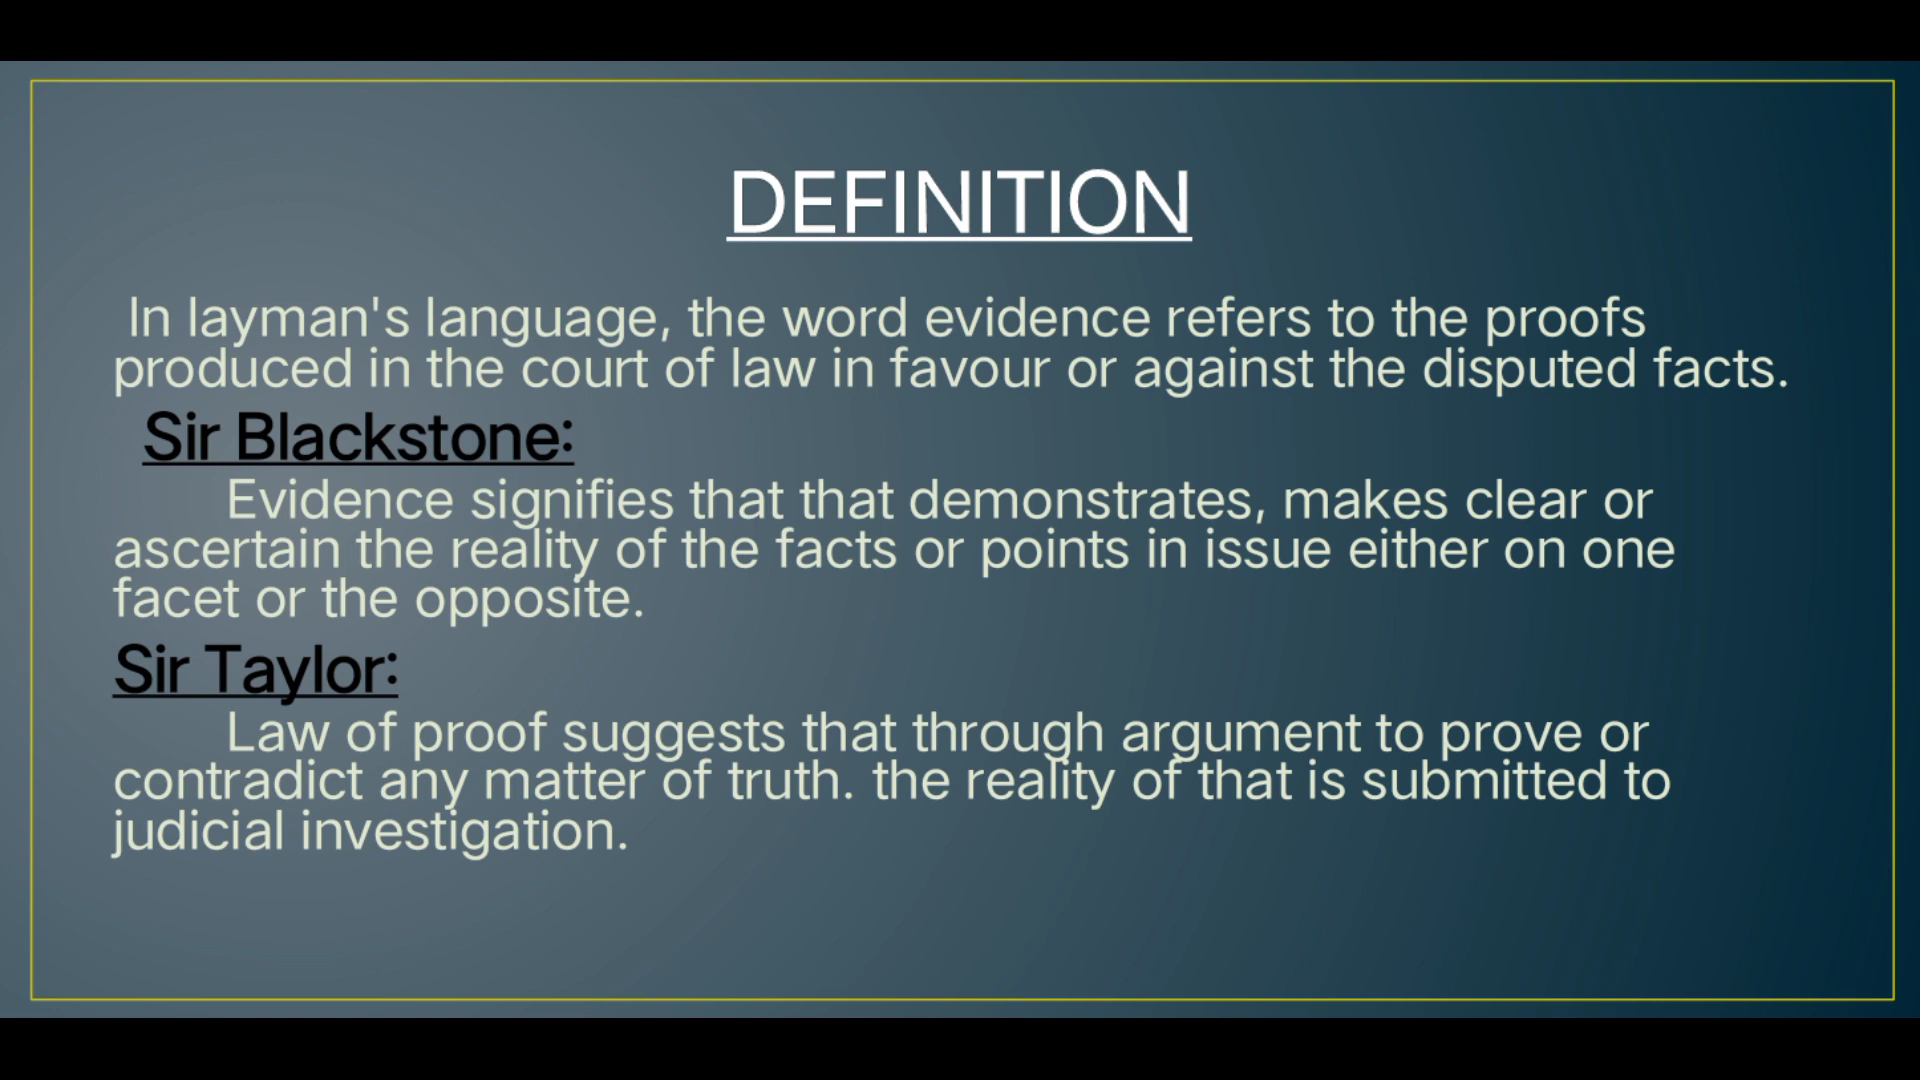 DEFINITION
In layman's language, the word evidence refers to the proofs
produced in the court of law in favour or against the disputed facts.
Sir Blackstone:
Evidence signifies that that demonstrates, makes clear or
ascertain the reality of the facts or points in issue either on one
facet or the opposite.
Sir Taylor:
Law of proof suggests that through argument to prove or
contradict any matter of truth. the reality of that is submitted to
judicial investigation.